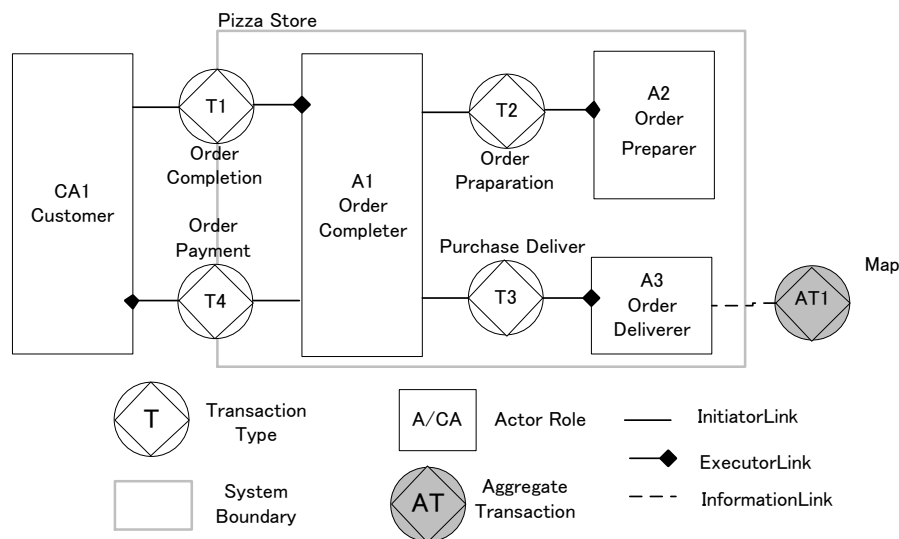 Pizza Store
CA1
Customer
T1
Order
Completion
Order
Payment
T4
A1
Order
Completer
T2
Order
Praparation
A2
Order
Preparer
Purchase Deliver
T3
A3
Order
Deliverer
Map
AT1
T
Transaction
Type
A/CA
Actor Role
InitiatorLink
ExecutorLink
InformationLink
System
Boundary
AT
Aggregate
Transaction